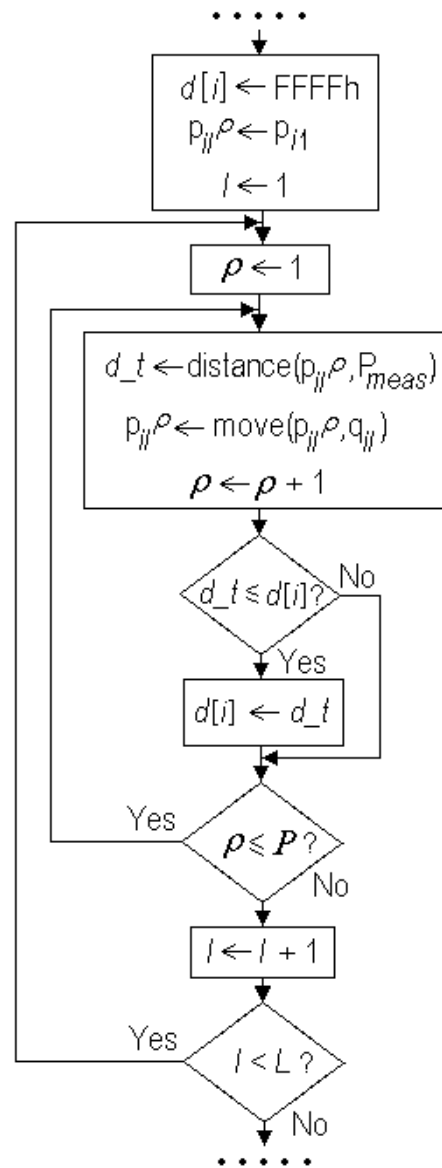 • • • • •
d[i] ← FFFFh
p_il^ρ ← p_i1
l ← 1
ρ ← 1
d_t ← distance(p_il^ρ, P_meas)
p_il^ρ ← move(p_il^ρ, q_il)
ρ ← ρ + 1
d_t ⩽ d[i]?
No
Yes
d[i] ← d_t
Yes
ρ ⩽ P ?
No
l ← l + 1
Yes
l < L ?
No
• • • • •